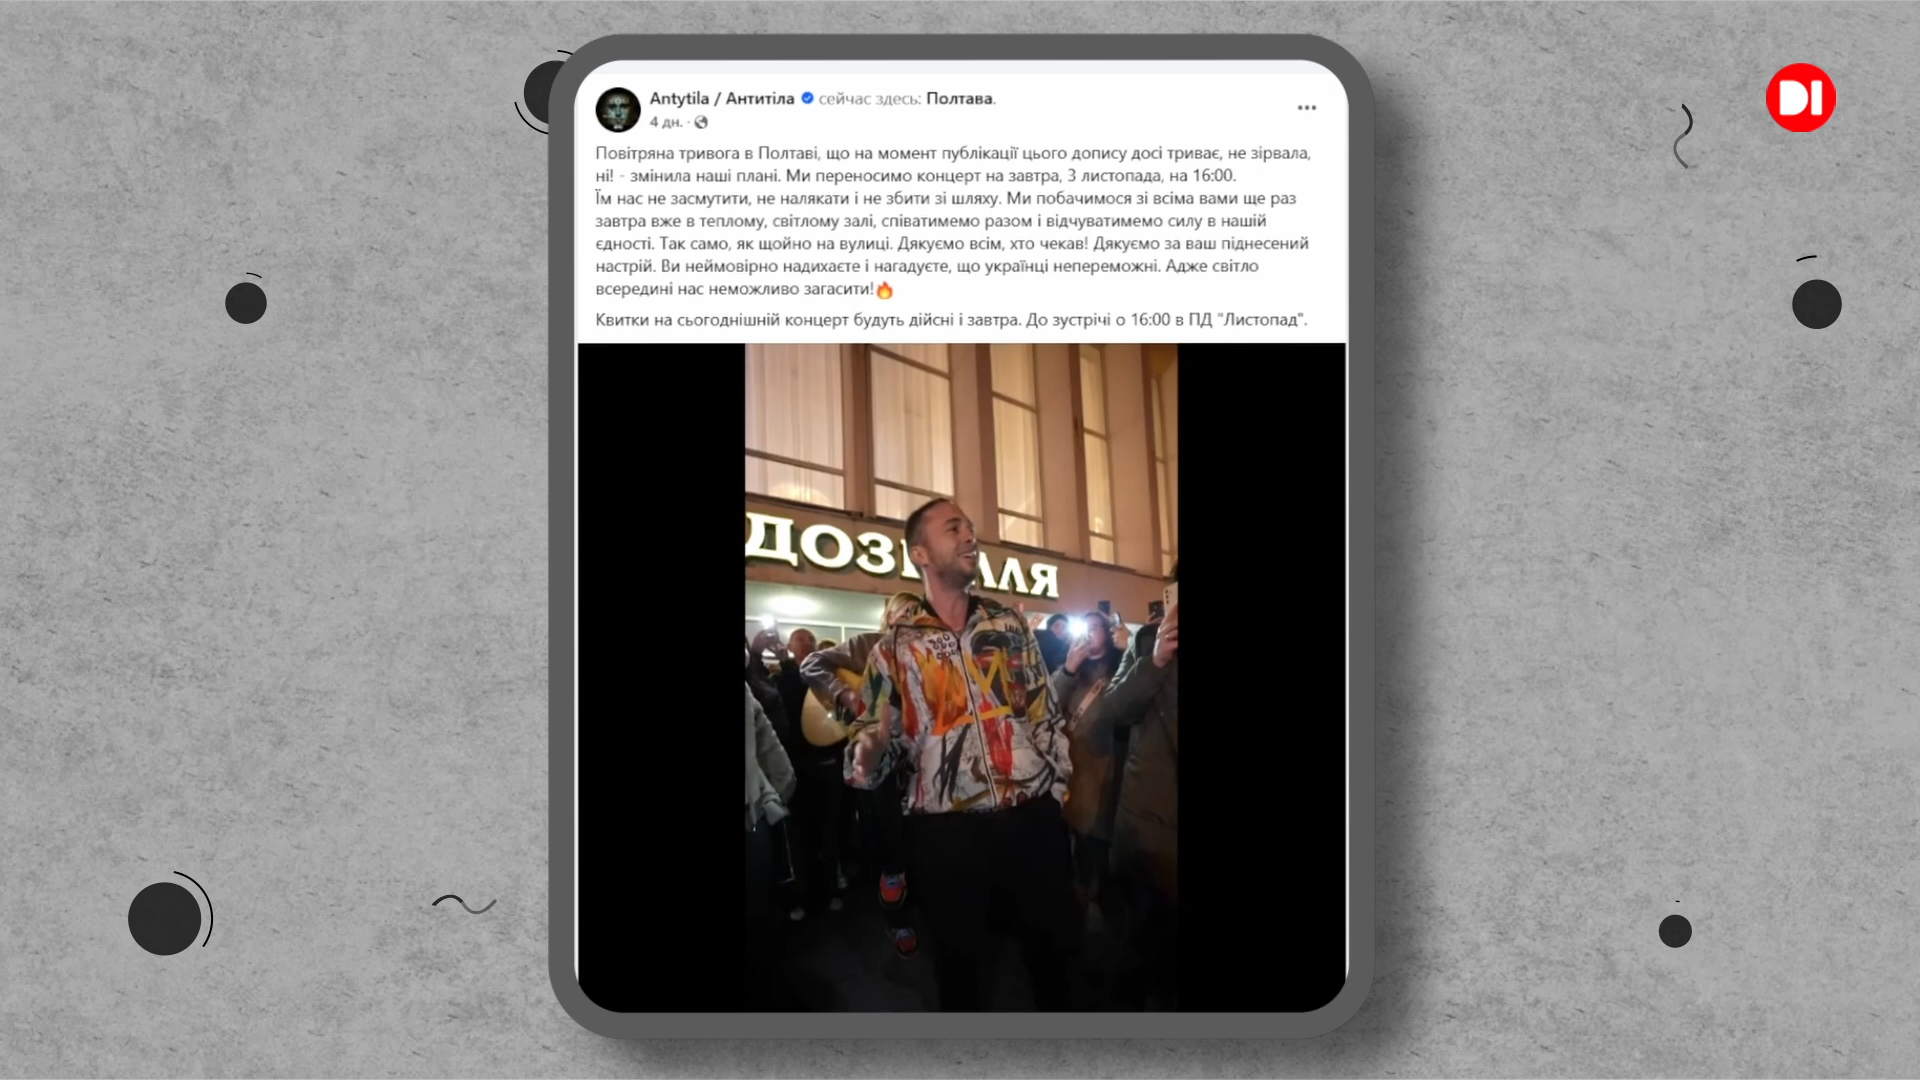 DI
Antytila / Антитіла сейчас здесь: Полтава.
4 дн. ·
Повітряна тривога в Полтаві, що на момент публікації цього допису досі триває, не зірвала,
ні! - змінила наші плани. Ми переносимо концерт на завтра, 3 листопада, на 16:00.
Їм нас не засмутити, не налякати і не збити зі шляху. Ми побачимося зі всіма вами ще раз
завтра вже в теплому, світлому залі, співатимемо разом і відчуватимемо силу в нашій
єдності. Так само, як щойно на вулиці. Дякуємо всім, хто чекав! Дякуємо за ваш піднесений
настрій. Ви неймовірно надихаєте і нагадуєте, що українці непереможні. Адже світло
всередині нас неможливо загасити!🔥
Квитки на сьогоднішній концерт будуть дійсні і завтра. До зустрічі о 16:00 в ПД "Листопад".